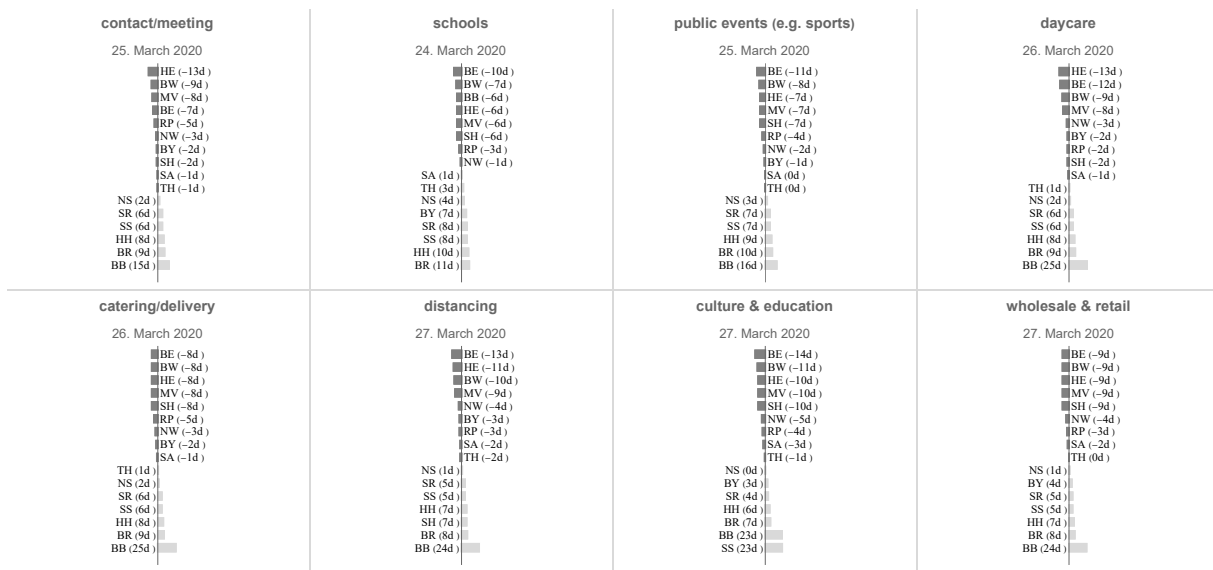 contact/meeting
25. March 2020
HE (−13d )
BW (−9d )
MV (−8d )
BE (−7d )
RP (−5d )
NW (−3d )
BY (−2d )
SH (−2d )
SA (−1d )
TH (−1d )
NS (2d )
SR (6d )
SS (6d )
HH (8d )
BR (9d )
BB (15d )
schools
24. March 2020
BE (−10d )
BW (−7d )
BB (−6d )
HE (−6d )
MV (−6d )
SH (−6d )
RP (−3d )
NW (−1d )
SA (1d )
TH (3d )
NS (4d )
BY (7d )
SR (8d )
SS (8d )
HH (10d )
BR (11d )
public events (e.g. sports)
25. March 2020
BE (−11d )
BW (−8d )
HE (−7d )
MV (−7d )
SH (−7d )
RP (−4d )
NW (−2d )
BY (−1d )
SA (0d )
TH (0d )
NS (3d )
SR (7d )
SS (7d )
HH (9d )
BR (10d )
BB (16d )
daycare
26. March 2020
HE (−13d )
BE (−12d )
BW (−9d )
MV (−8d )
NW (−3d )
BY (−2d )
RP (−2d )
SH (−2d )
SA (−1d )
TH (1d )
NS (2d )
SR (6d )
SS (6d )
HH (8d )
BR (9d )
BB (25d )
catering/delivery
26. March 2020
BE (−8d )
BW (−8d )
HE (−8d )
MV (−8d )
SH (−8d )
RP (−5d )
NW (−3d )
BY (−2d )
SA (−1d )
TH (1d )
NS (2d )
SR (6d )
SS (6d )
HH (8d )
BR (9d )
BB (25d )
distancing
27. March 2020
BE (−13d )
HE (−11d )
BW (−10d )
MV (−9d )
NW (−4d )
BY (−3d )
RP (−3d )
SA (−2d )
TH (−2d )
NS (1d )
SR (5d )
SS (5d )
HH (7d )
SH (7d )
BR (8d )
BB (24d )
culture & education
27. March 2020
BE (−14d )
BW (−11d )
HE (−10d )
MV (−10d )
SH (−10d )
NW (−5d )
RP (−4d )
SA (−3d )
TH (−1d )
NS (0d )
BY (3d )
SR (4d )
HH (6d )
BR (7d )
BB (23d )
SS (23d )
wholesale & retail
27. March 2020
BE (−9d )
BW (−9d )
HE (−9d )
MV (−9d )
SH (−9d )
NW (−4d )
RP (−3d )
SA (−2d )
TH (0d )
NS (1d )
BY (4d )
SR (5d )
SS (5d )
HH (7d )
BR (8d )
BB (24d )